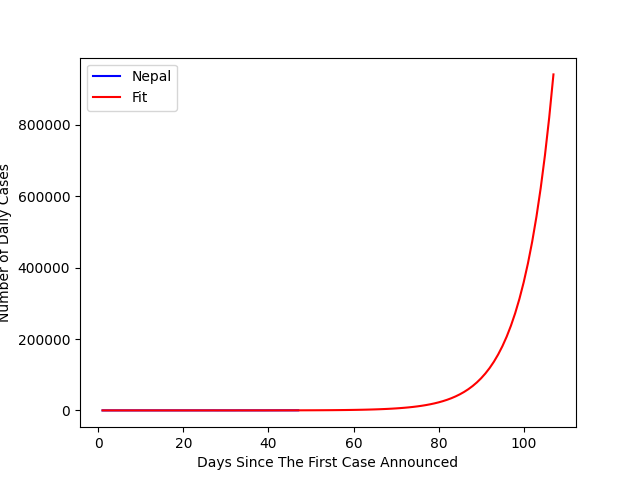 Nepal
Fit
800000
600000
400000
200000
0
Number of Daily Cases
0 20 40 60 80 100
Days Since The First Case Announced